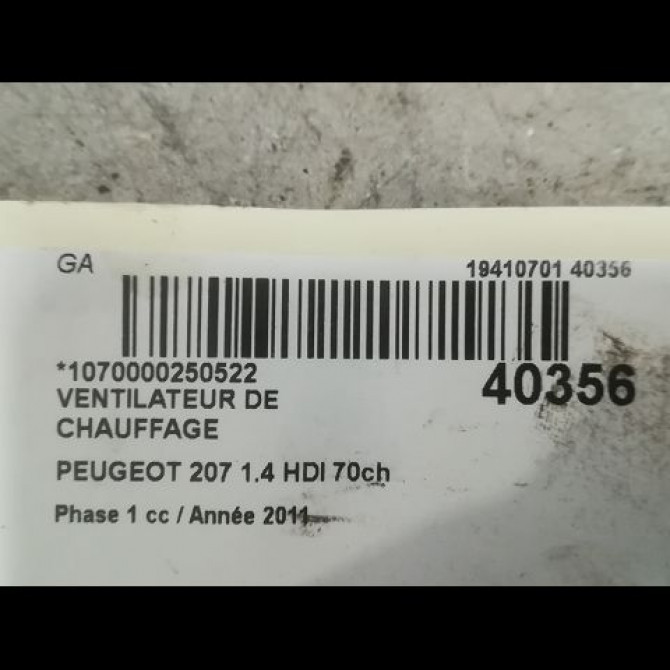 GA
19410701 40356
*1070000250522
40356
VENTILATEUR DE
CHAUFFAGE
PEUGEOT 207 1.4 HDI 70ch
Phase 1 cc / Année 2011